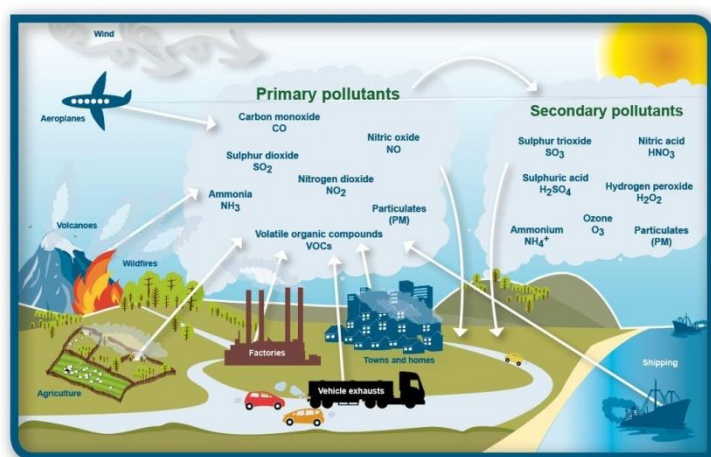 Wind
Primary pollutants
Aeroplanes
Carbon monoxide
CO
Nitric oxide
NO
Sulphur dioxide
SO₂
Nitrogen dioxide
NO₂
Ammonia
NH₃
Particulates
(PM)
Volatile organic compounds
VOCs
Secondary pollutants
Sulphur trioxide
SO₃
Nitric acid
HNO₃
Sulphuric acid
H₂SO₄
Hydrogen peroxide
H₂O₂
Ozone
O₃
Ammonium
NH₄⁺
Particulates
(PM)
Volcanoes
Wildfires
Agriculture
Factories
Towns and homes
Vehicle exhausts
Shipping